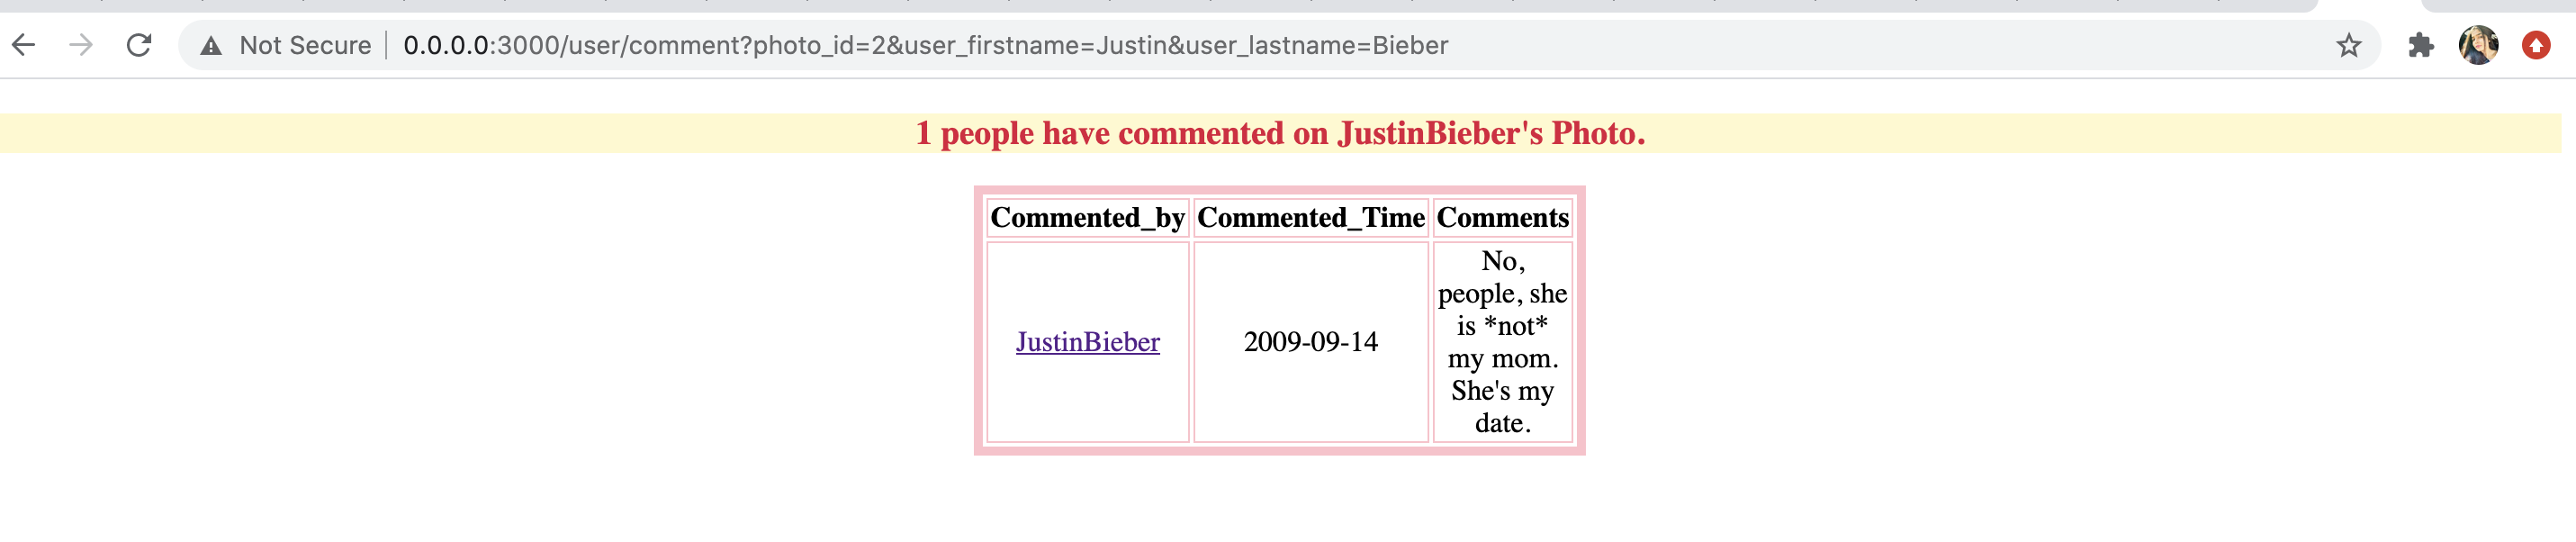 Not Secure 0.0.0.0:3000/user/comment?photo_id=2&user_firstname=Justin&user_lastname=Bieber
1 people have commented on JustinBieber's Photo.
Commented_by Commented_Time Comments
No,
people, she
is *not*
JustinBieber 2009-09-14
my mom.
She's my
date.